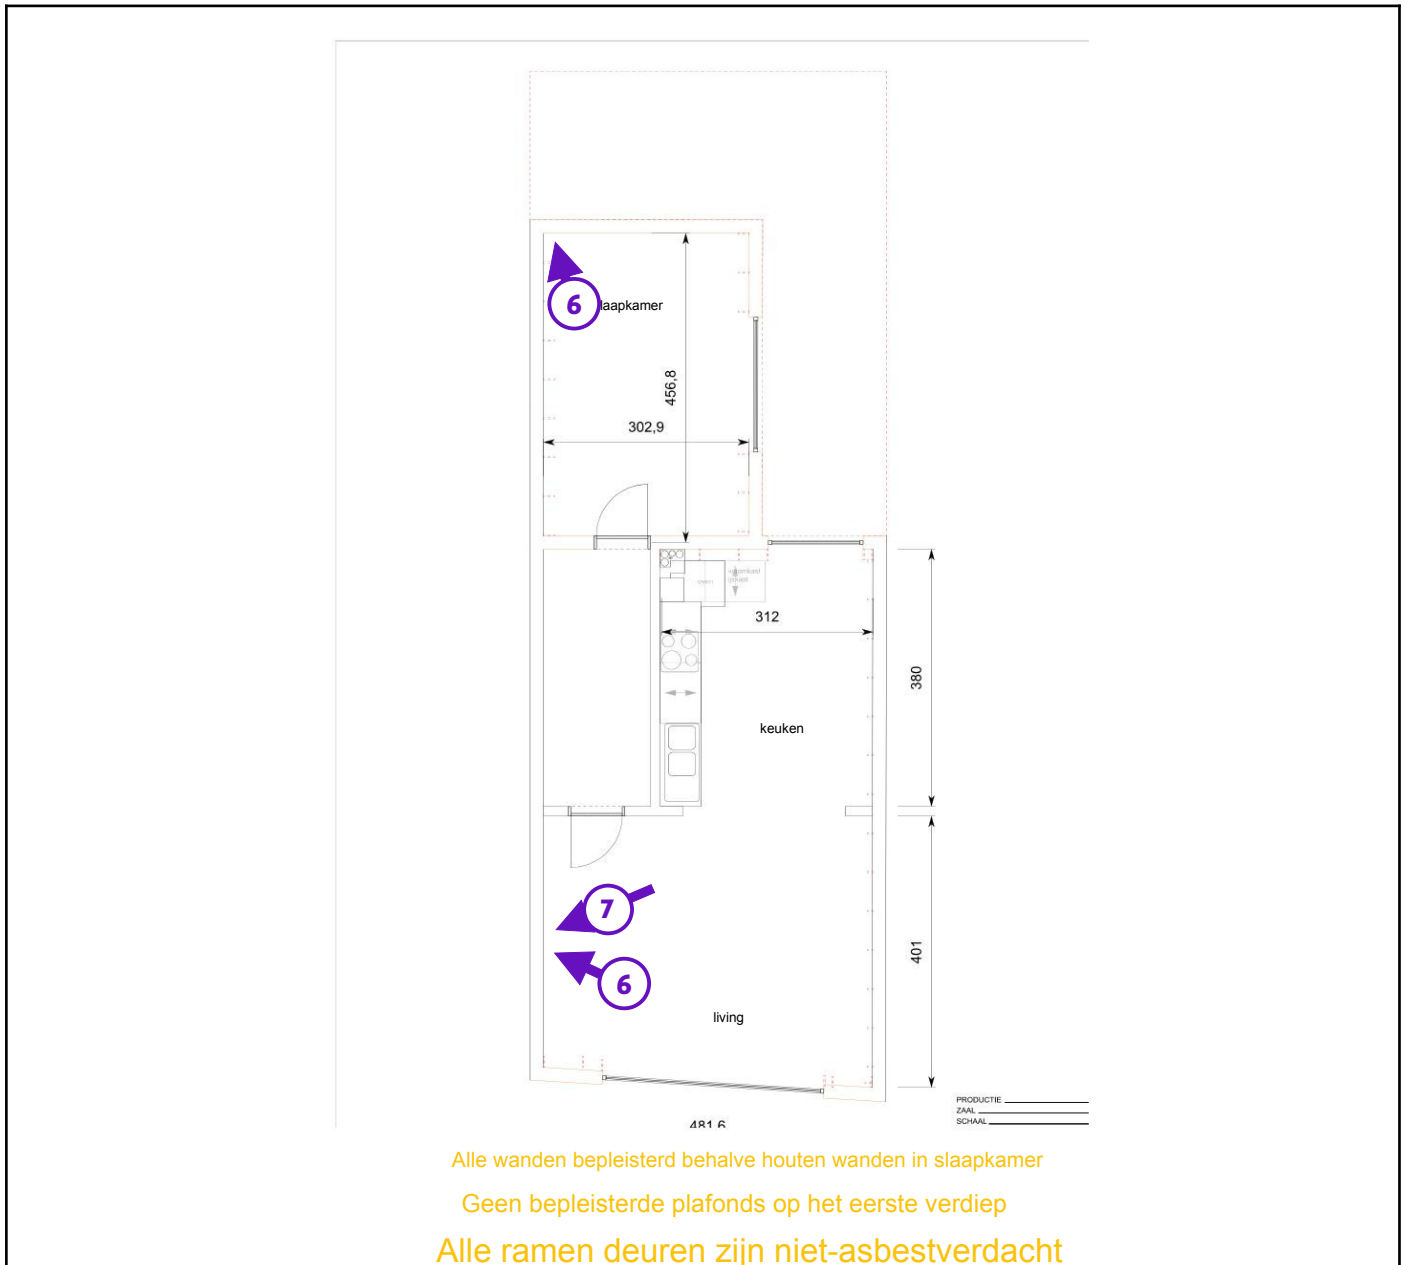 6
laapkamer
456,8
302,9
oven
312
380
keuken
7
6
401
living
481,6
PRODUCTIE
ZAAL
SCHAAL
Alle wanden bepleisterd behalve houten wanden in slaapkamer
Geen bepleisterde plafonds op het eerste verdiep
Alle ramen deuren zijn niet-asbestverdacht